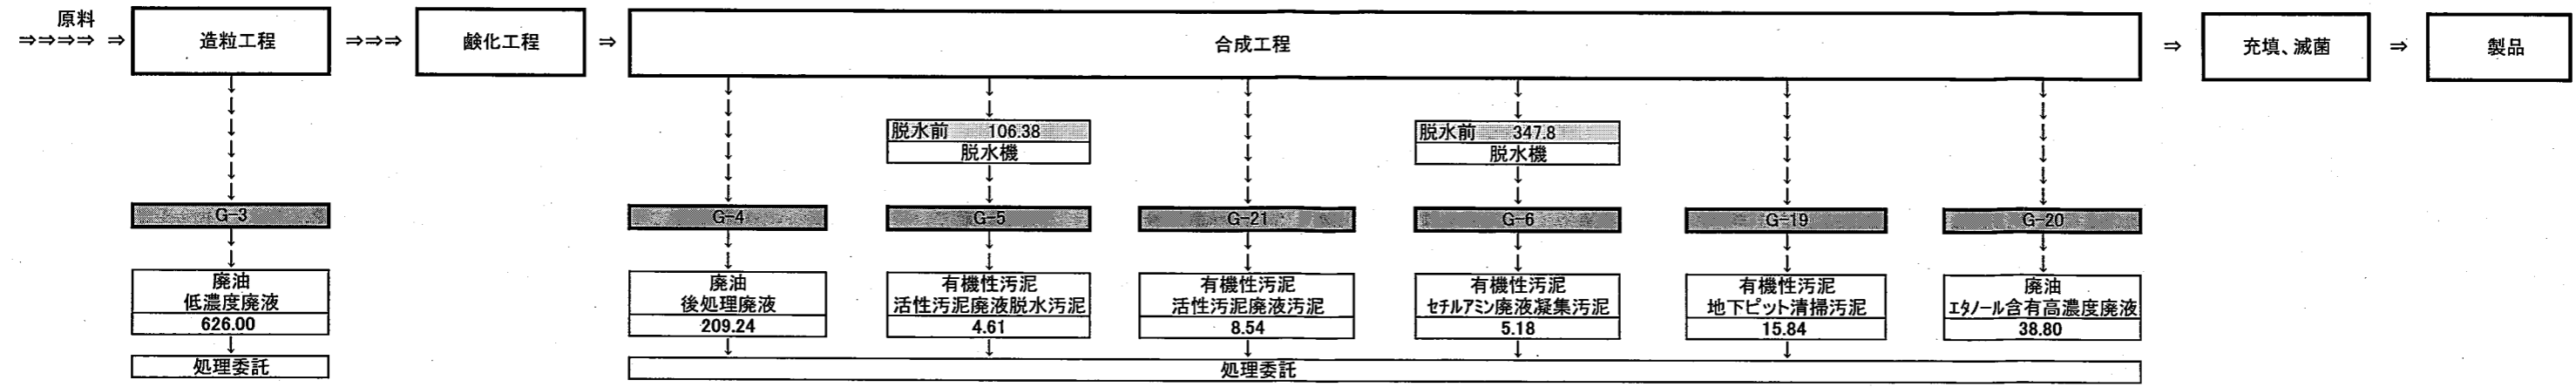 原料
⇒⇒⇒⇒ ⇒ 造粒工程 ⇒⇒⇒ 鹸化工程 ⇒ 合成工程 ⇒ 充填、滅菌 ⇒ 製品
脱水前 106.38
脱水機
脱水前 347.8
脱水機
G-3
G-4
G-5
G-21
G-6
G-19
G-20
廃油
低濃度廃液
626.00
廃油
後処理廃液
209.24
有機性汚泥
活性汚泥廃液脱水汚泥
4.61
有機性汚泥
活性汚泥廃液汚泥
8.54
有機性汚泥
セチルアミン廃液凝集汚泥
5.18
有機性汚泥
地下ピット清掃汚泥
15.84
廃油
エタノール含有高濃度廃液
38.80
処理委託
処理委託